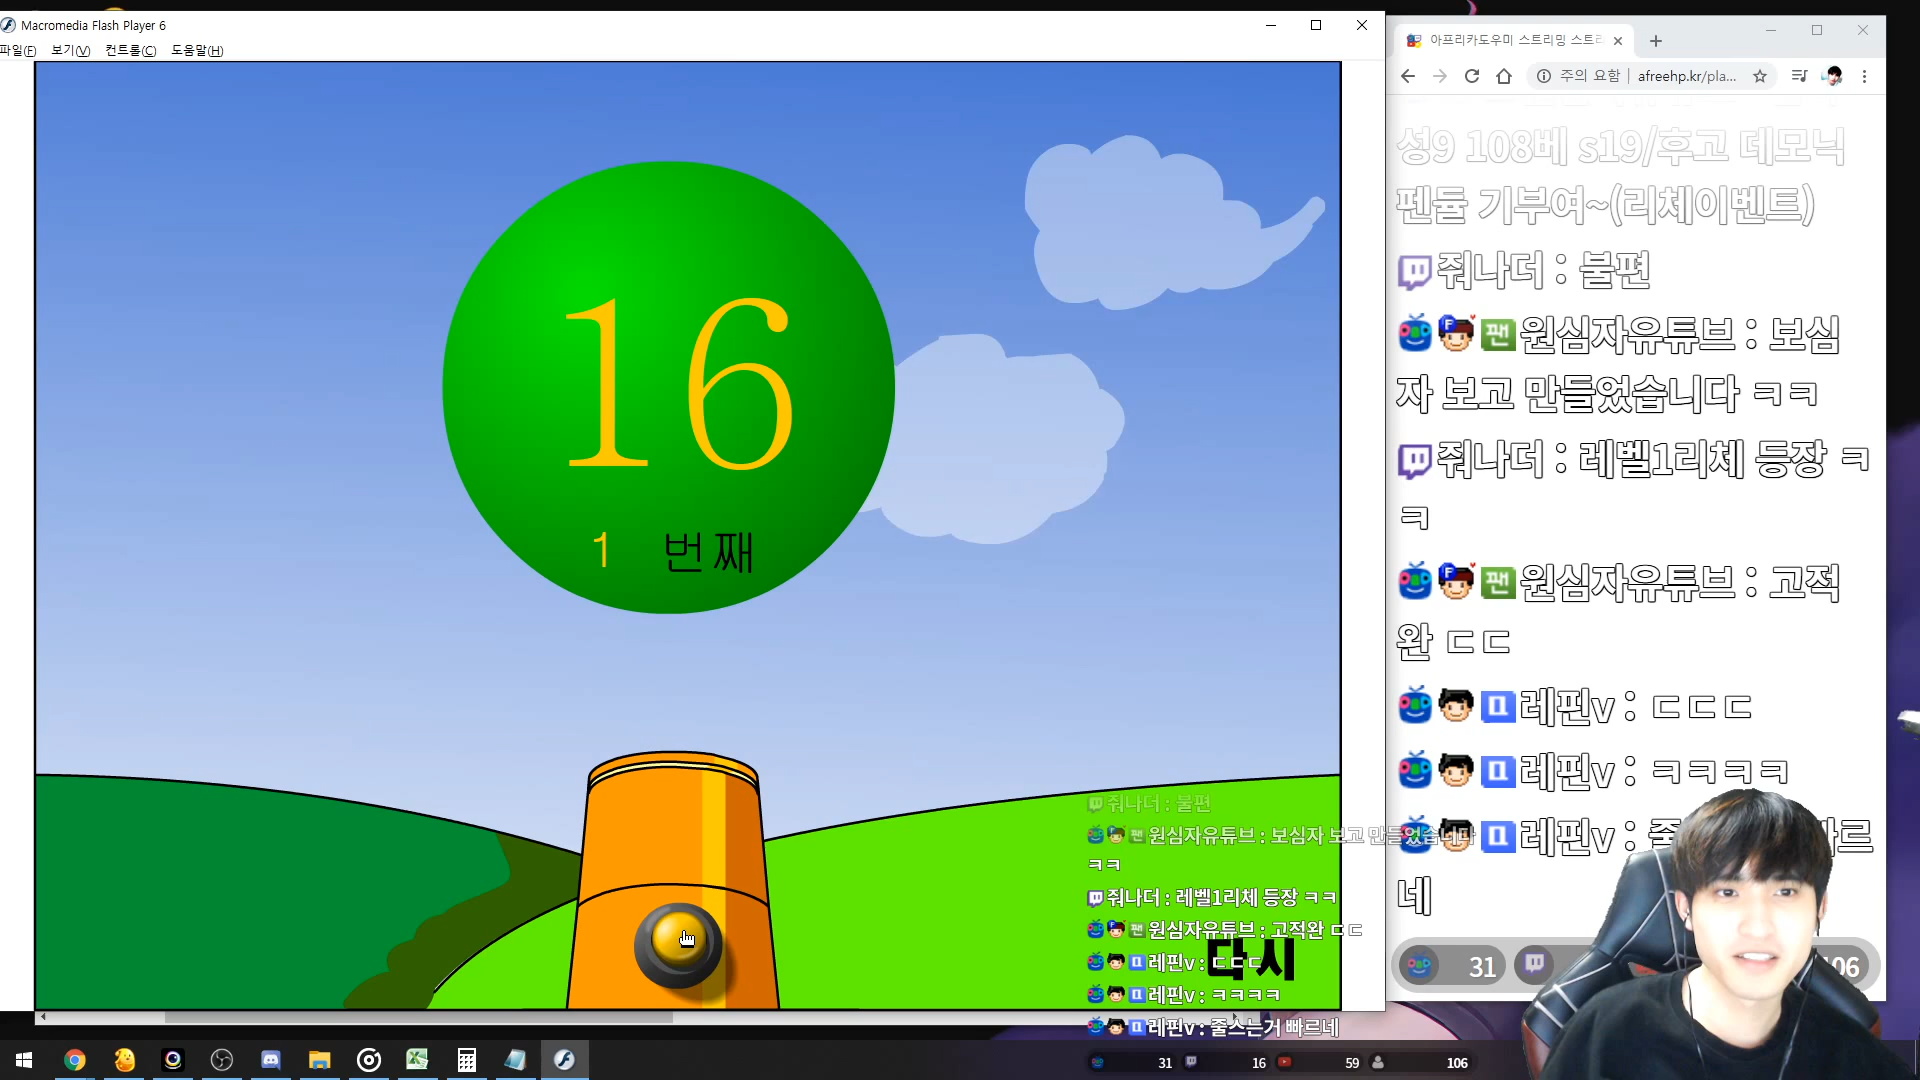 Macromedia Flash Player 6
파일(F) 보기(V) 컨트롤(C) 도움말(H)
16
1 번째
다시
쥐나더 : 불편
원심자유튜브 : 보심자 보고 만들었습니다
ㅋㅋ
쥐나더 : 레벨1리체 등장 ㅋㅋ
팬 원심자유튜브 : 고적완 ㄷㄷ
레핀v : ㄷㄷㄷ
레핀v : ㅋㅋㅋㅋ
레핀v : 줄스는거 빠르네
31 16 59 106
아프리카도우미 스트리밍 스트리
주의 요함 afreehp.kr/pla...
성9 108베 s19/후고 데모닉
펜듈 기부여~(리체이벤트)
쥐나더 : 불편
팬 원심자유튜브 : 보심
자 보고 만들었습니다 ㅋㅋ
쥐나더 : 레벨1리체 등장 ㅋ
ㅋ
팬 원심자유튜브 : 고적
완 ㄷㄷ
레핀v : ㄷㄷㄷ
레핀v : ㅋㅋㅋㅋ
레핀v : 줄 빠르
네
31 06